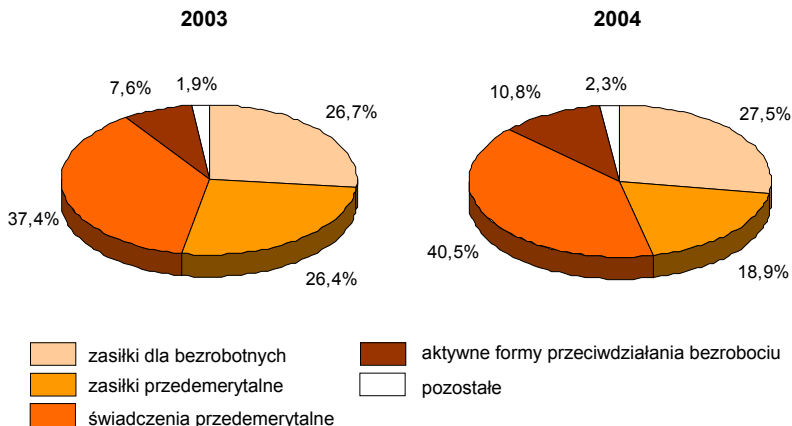 2003
2004
7,6%
1,9%
26,7%
37,4%
26,4%
10,8%
2,3%
27,5%
40,5%
18,9%
zasiłki dla bezrobotnych
zasiłki przedemerytalne
świadczenia przedemerytalne
aktywne formy przeciwdziałania bezrobociu
pozostałe